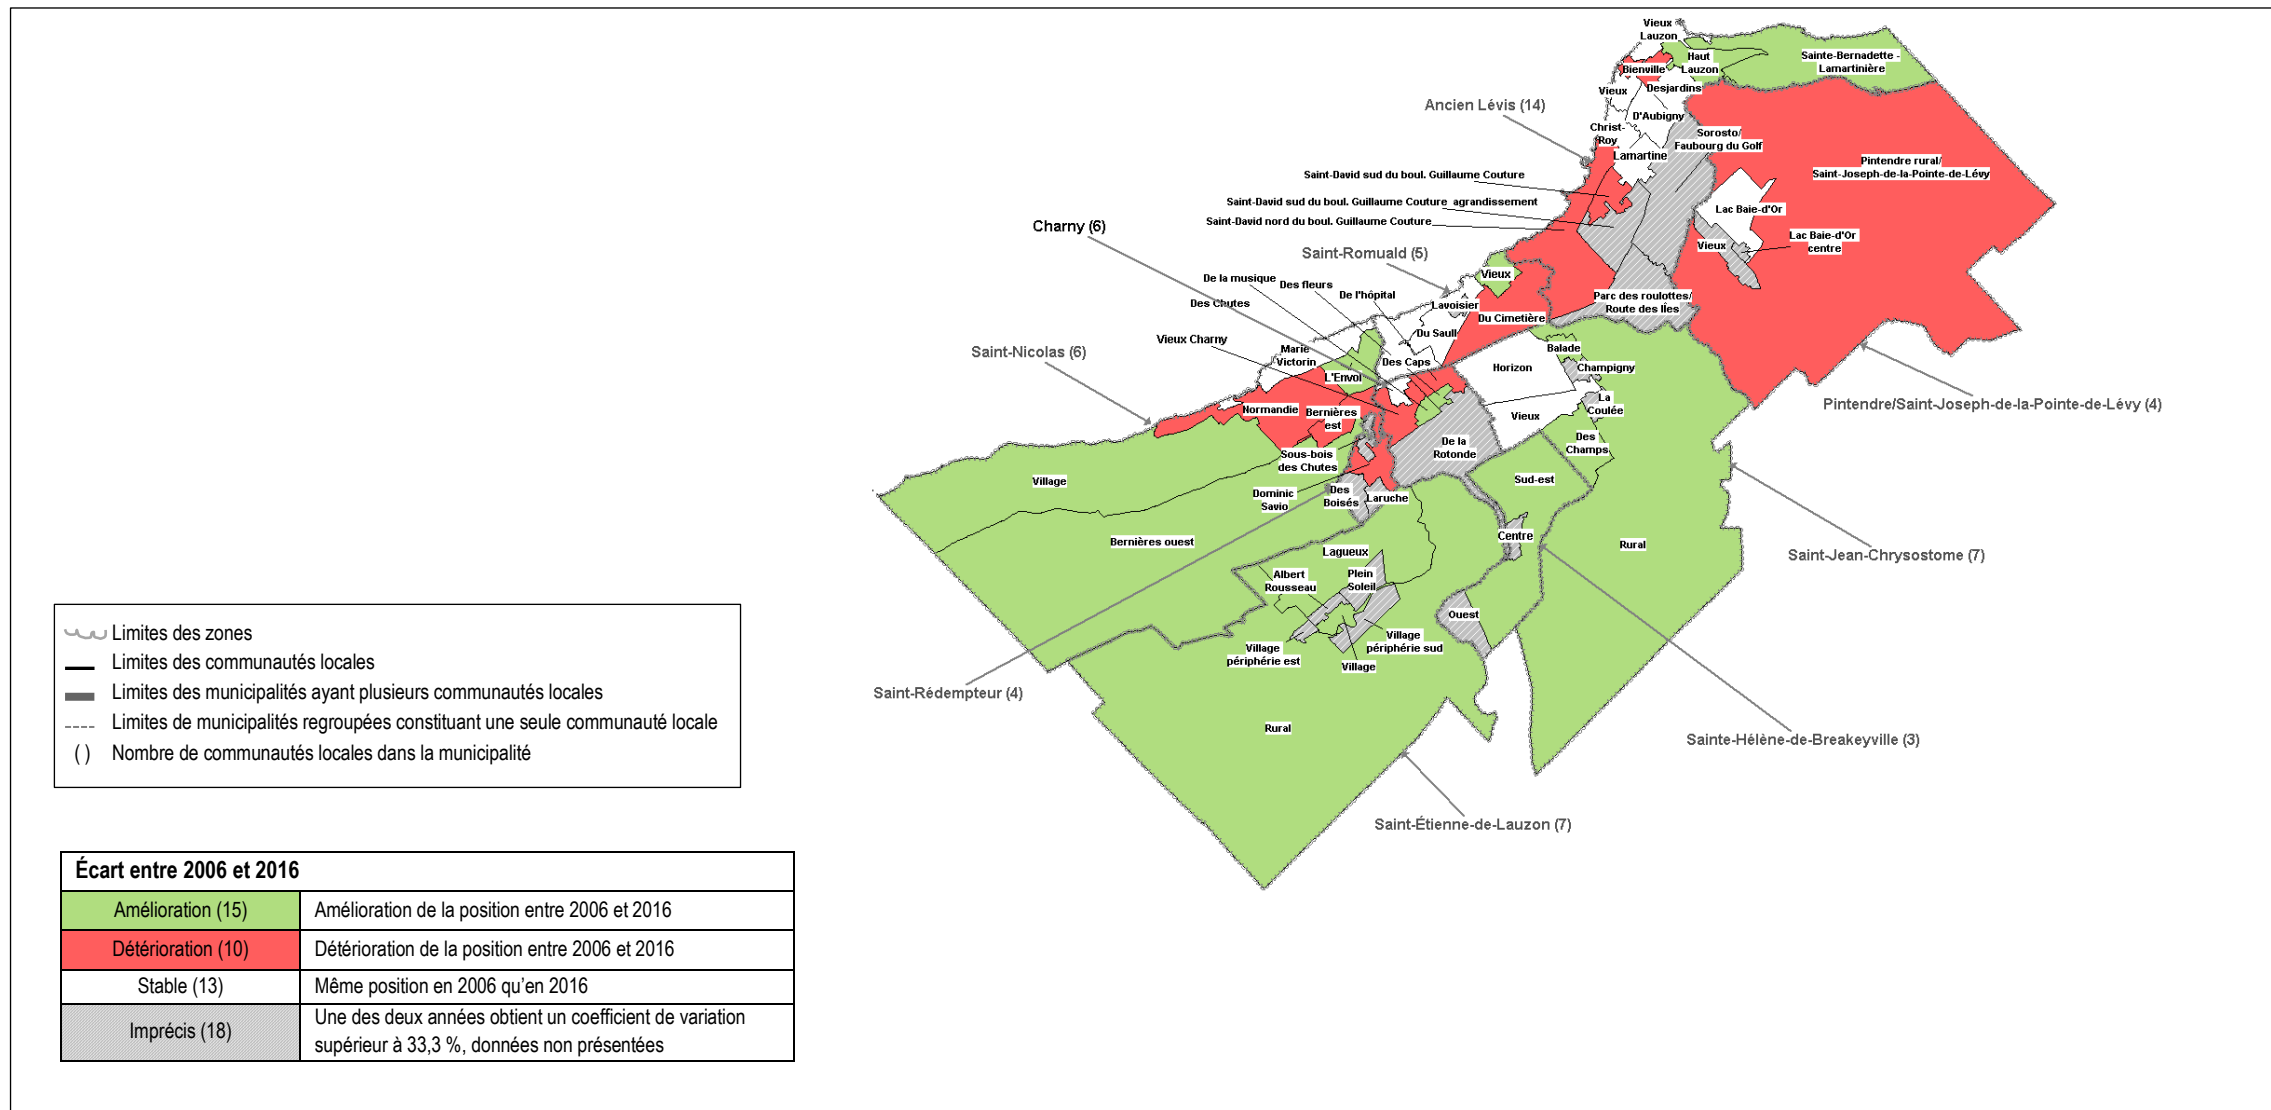 Vieux
Lauzon
Haut
Lauzon
Sainte-Bernadette -
Lamartinière
Bienville
Vieux
Desjardins
Ancien Lévis (14)
D'Aubigny
Christ-
Roy
Sorosto/
Faubourg du Golf
Lamartine
Pintendre rural/
Saint-Joseph-de-la-Pointe-de-Lévy
Saint-David sud du boul. Guillaume Couture
Saint-David sud du boul. Guillaume Couture agrandissement
Saint-David nord du boul. Guillaume Couture
Lac Baie-d'Or
Charny (6)
Lac Baie-d'Or
centre
Vieux
Saint-Romuald (5)
Vieux
De la musique
Des fleurs
De l'hôpital
Des Chutes
Lavoisier
Parc des roulottes/
Route des Îles
Du Cimetière
Du Sault
Vieux Charny
Saint-Nicolas (6)
Marie
Victorin
Des Caps
Balade
Horizon
Champigny
L'Envol
La
Coulée
Pintendre/Saint-Joseph-de-la-Pointe-de-Lévy (4)
Normandie
Bernières
est
Vieux
De la
Rotonde
Des
Champs
Sous-bois
des Chutes
Village
Sud-est
Dominic
Savio
Des
Boisés
Laruche
Centre
Bernières ouest
Rural
Lagueux
Saint-Jean-Chrysostome (7)
Albert
Rousseau
Plein
Soleil
Ouest
Village
périphérie sud
Village
périphérie est
Village
Saint-Rédempteur (4)
Rural
Sainte-Hélène-de-Breakeyville (3)
Saint-Étienne-de-Lauzon (7)
Limites des zones
Limites des communautés locales
Limites des municipalités ayant plusieurs communautés locales
Limites de municipalités regroupées constituant une seule communauté locale
( ) Nombre de communautés locales dans la municipalité
Écart entre 2006 et 2016
Amélioration (15) Amélioration de la position entre 2006 et 2016
Détérioration (10) Détérioration de la position entre 2006 et 2016
Stable (13) Même position en 2006 qu'en 2016
Imprécis (18) Une des deux années obtient un coefficient de variation
supérieur à 33,3 %, données non présentées